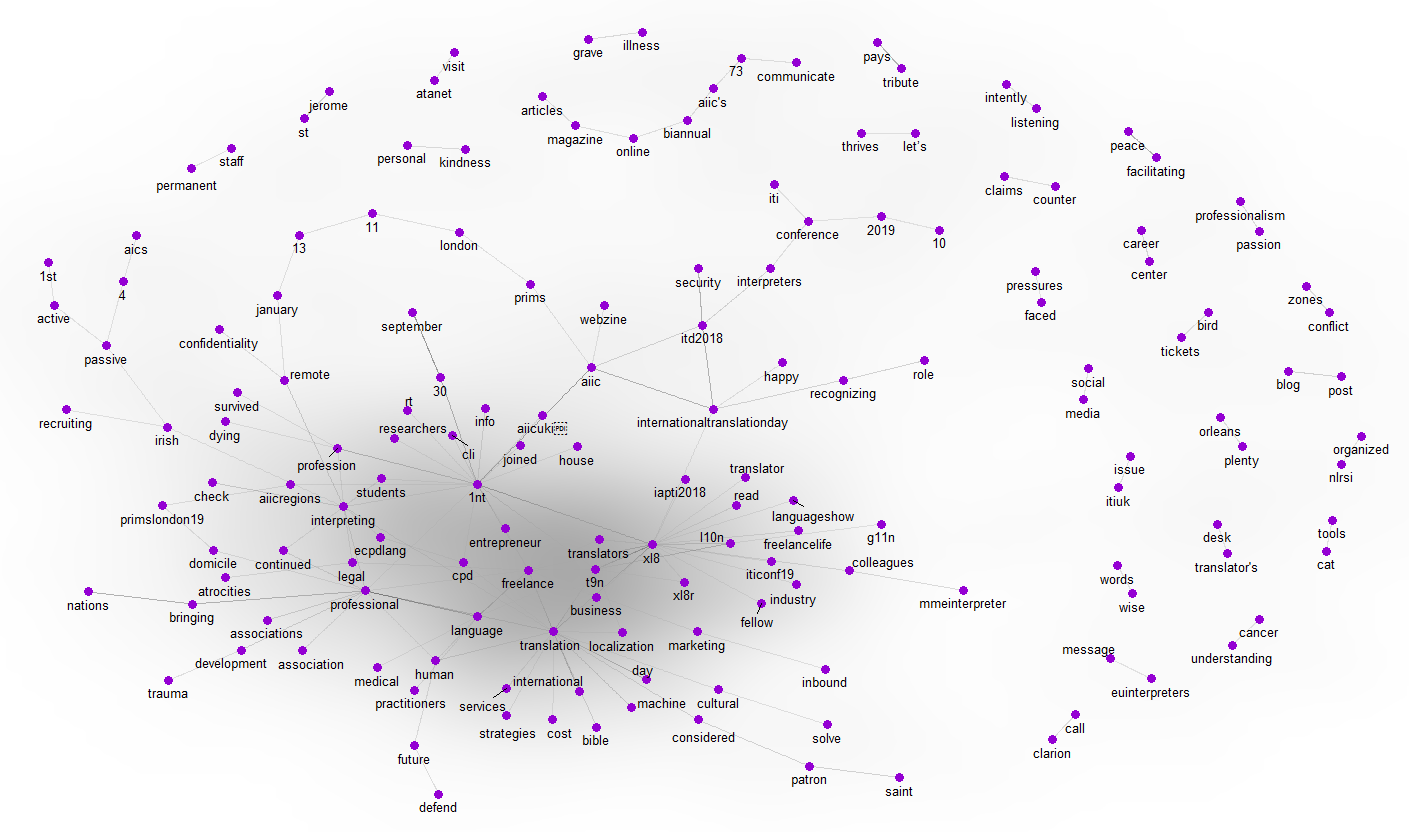 grave
illness
visit
atanet
pays
tribute
73
communicate
jerome
st
articles
magazine
online
biannual
aiic's
intently
listening
staff
permanent
personal
kindness
thrives
let's
peace
facilitating
iti
claims
counter
professionalism
passion
conference
2019
10
career
center
aics
13
11
london
1st
4
active
january
prims
security
interpreters
pressures
faced
zones
conflict
september
webzine
itd2018
bird
tickets
passive
confidentiality
remote
30
aiic
happy
recognizing
role
social
media
blog
post
recruiting
irish
survived
dying
rt
researchers
info
cli
aiicuk
PDI
joined
house
internationaltranslationday
orleans
plenty
organized
nlrsi
profession
check
aiicregions
students
1nt
iapti2018
translator
read
languageshow
issue
itiuk
primslondon19
interpreting
entrepreneur
translators
xl8
l10n
freelancelife
g11n
desk
translator's
tools
cat
domicile
continued
ecpdlang
legal
cpd
freelance
t9n
iticonf19
colleagues
words
wise
atrocities
professional
business
xl8r
industry
fellow
mmeinterpreter
nations
bringing
associations
language
translation
localization
marketing
cancer
understanding
development
association
medical
human
practitioners
trauma
international
day
inbound
message
euinterpreters
services
strategies
cost
bible
machine
cultural
considered
solve
call
clarion
future
defend
patron
saint